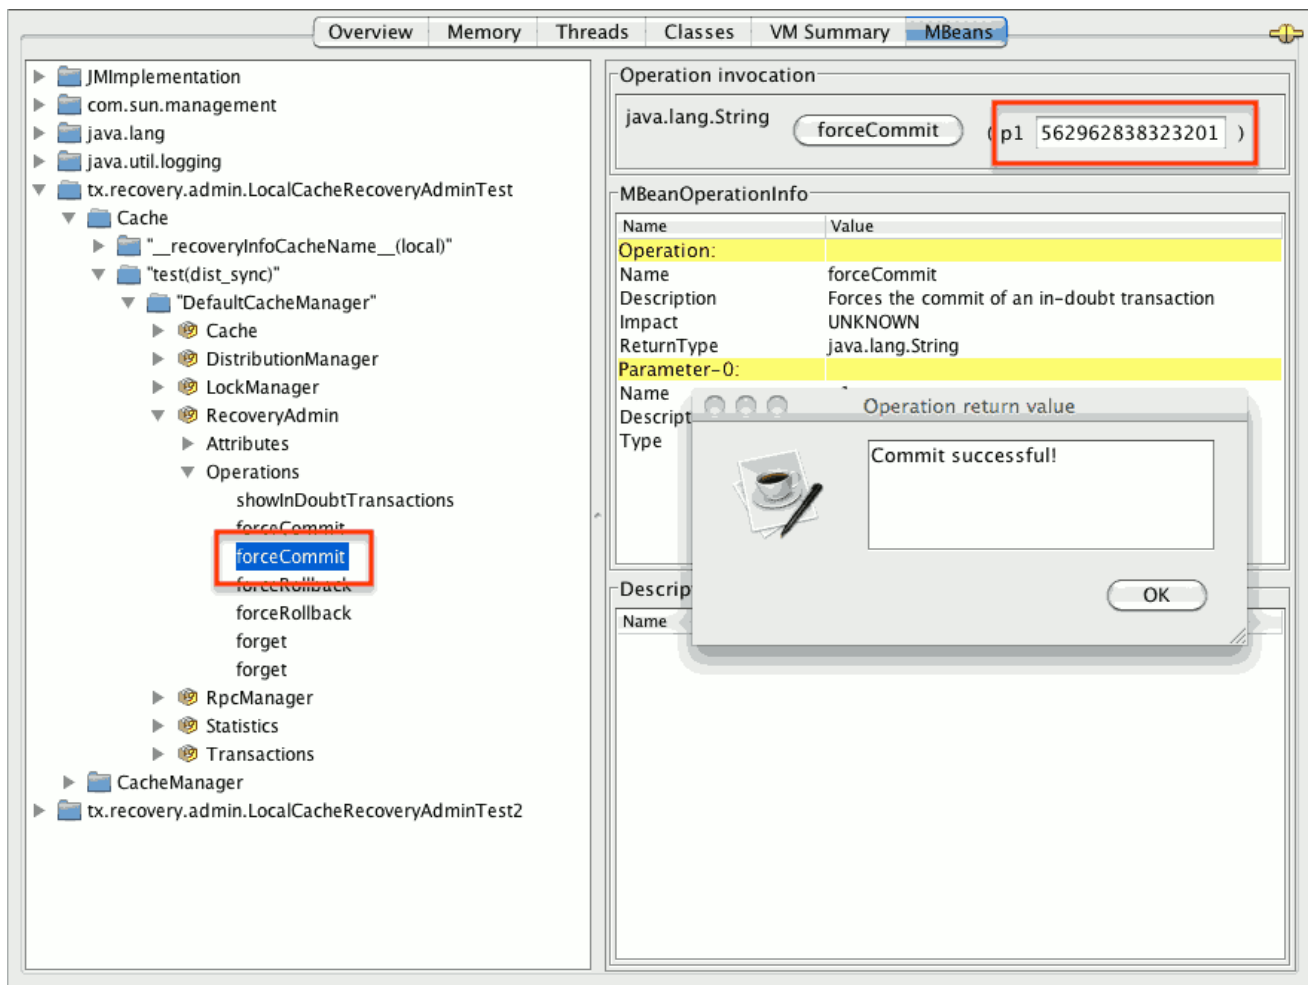 Overview Memory Threads Classes VM Summary MBeans
JMImplementation
com.sun.management
java.lang
java.util.logging
tx.recovery.admin.LocalCacheRecoveryAdminTest
Cache
"__recoveryInfoCacheName__(local)"
"test(dist_sync)"
"DefaultCacheManager"
Cache
DistributionManager
LockManager
RecoveryAdmin
Attributes
Operations
showInDoubtTransactions
forceCommit
forceCommit
forceRollback
forceRollback
forget
forget
RpcManager
Statistics
Transactions
CacheManager
tx.recovery.admin.LocalCacheRecoveryAdminTest2
Operation invocation
java.lang.String forceCommit ( p1 562962838323201 )
MBeanOperationInfo
Name Value
Operation:
Name forceCommit
Description Forces the commit of an in-doubt transaction
Impact UNKNOWN
ReturnType java.lang.String
Parameter-0:
Name
Descript
Type
Operation return value
Commit successful!
OK
Descrip
Name